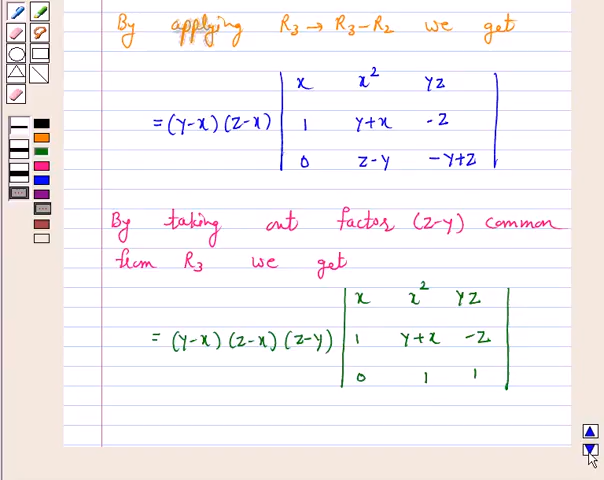 By applying R₃ → R₃-R₂ we get
x x² yz
=(y-x) (z-x) 1 y+x -z
0 z-y -y+z
By taking out factor (z-y) common
from R₃ we get
x x² yz
= (y-x) (z-x) (z-y) 1 y+x -z
0 1 1